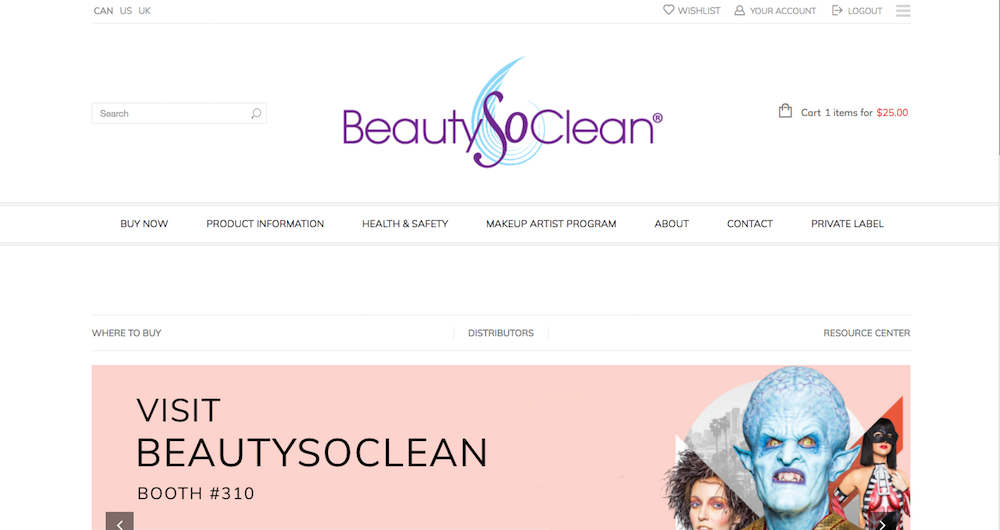 CAN US UK
WISHLIST YOUR ACCOUNT LOGOUT
Search
BeautySoClean®
Cart 1 items for $25.00
BUY NOW PRODUCT INFORMATION HEALTH & SAFETY MAKEUP ARTIST PROGRAM ABOUT CONTACT PRIVATE LABEL
WHERE TO BUY DISTRIBUTORS RESOURCE CENTER
VISIT
BEAUTYSOCLEAN
BOOTH #310